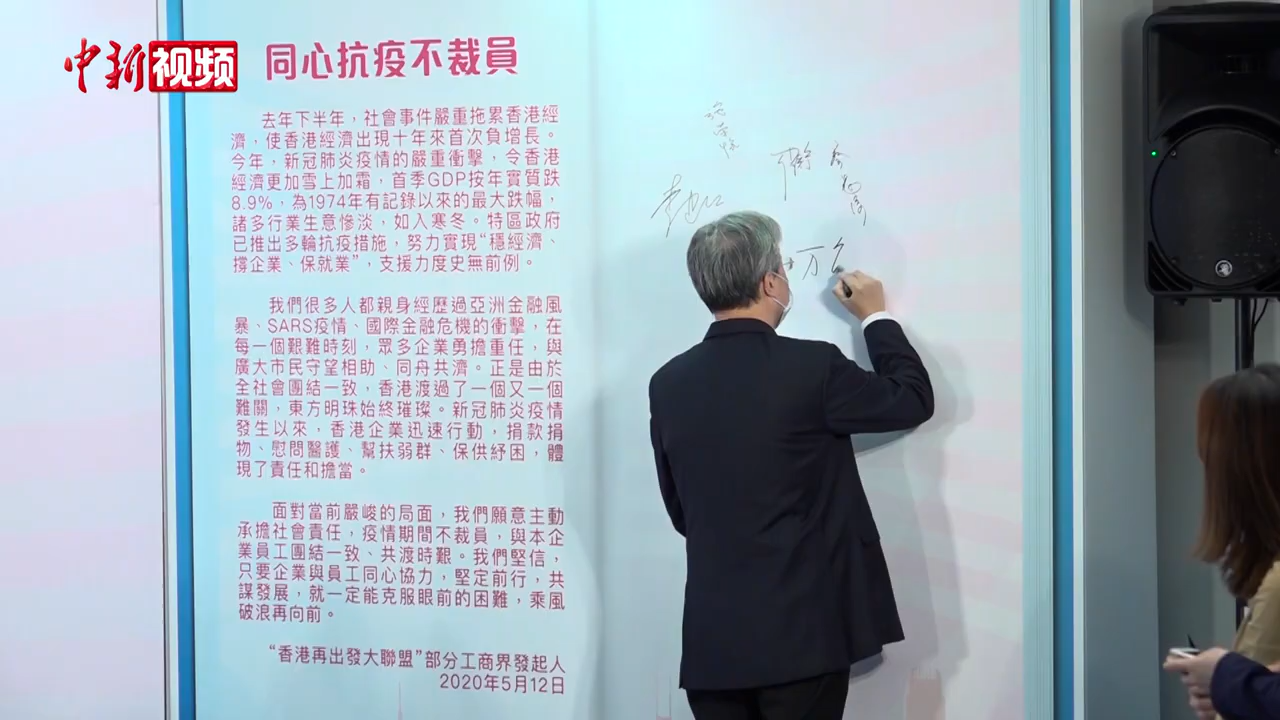 中新视频
同心抗疫不裁員
去年下半年，社會事件嚴重拖累香港經
濟，使香港經濟出現十年來首次負增長。
今年，新冠肺炎疫情的嚴重衝擊，令香港
經濟更加雪上加霜，首季GDP按年實質跌
8.9%，為1974年有記錄以來的最大跌幅，
諸多行業生意慘淡，如入寒冬。特區政府
已推出多輪抗疫措施，努力實現“穩經濟、
撐企業、保就業”，支援力度史無前例。
我們很多人都親身經歷過亞洲金融風
暴、SARS疫情、國際金融危機的衝擊，在
每一個艱難時刻，眾多企業勇擔重任，與
廣大市民守望相助、同舟共濟。正是由於
全社會團結一致，香港渡過了一個又一個
難關，東方明珠始終璀璨。新冠肺炎疫情
發生以來，香港企業迅速行動，捐款捐
物、慰問醫護、幫扶弱群、保供紓困，體
現了責任和擔當。
面對當前嚴峻的局面，我們願意主動
承擔社會責任，疫情期間不裁員，與本企
業員工團結一致、共渡時艱。我們堅信，
只要企業與員工同心協力，堅定前行，共
謀發展，就一定能克服眼前的困難，乘風
破浪再向前。
“香港再出發大聯盟”部分工商界發起人
2020年5月12日